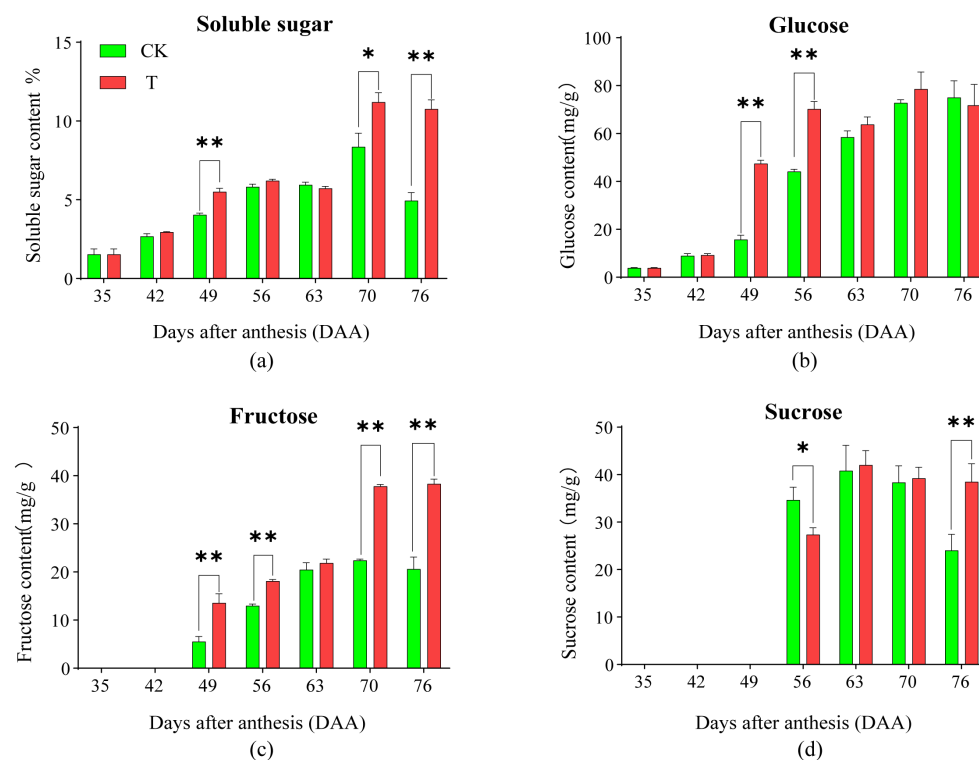 Soluble sugar
CK
T
Soluble sugar content %
15
10
5
0
* *
*
* *
35 42 49 56 63 70 76
Days after anthesis (DAA)
(a)
Glucose
Glucose content(mg/g)
100
80
60
40
20
0
* *
* *
35 42 49 56 63 70 76
Days after anthesis (DAA)
(b)
Fructose
Fructose content(mg/g )
50
40
30
20
10
0
* *
* *
* *
* *
35 42 49 56 63 70 76
Days after anthesis (DAA)
(c)
Sucrose
Sucrose content (mg/g)
50
40
30
20
10
0
*
* *
35 42 49 56 63 70 76
Days after anthesis (DAA)
(d)